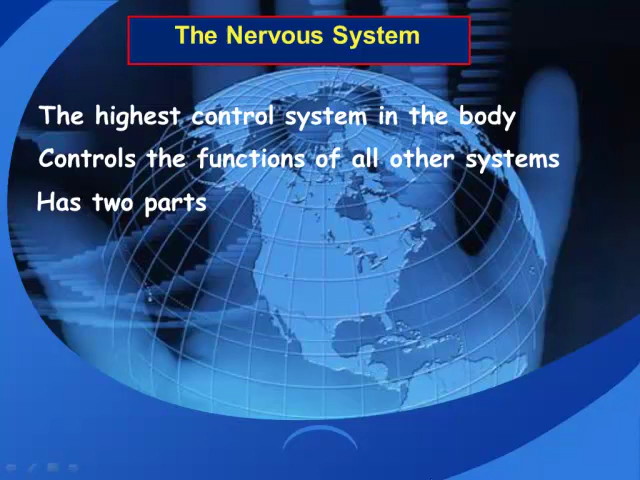 The Nervous System
The highest control system in the body
Controls the functions of all other systems
Has two parts